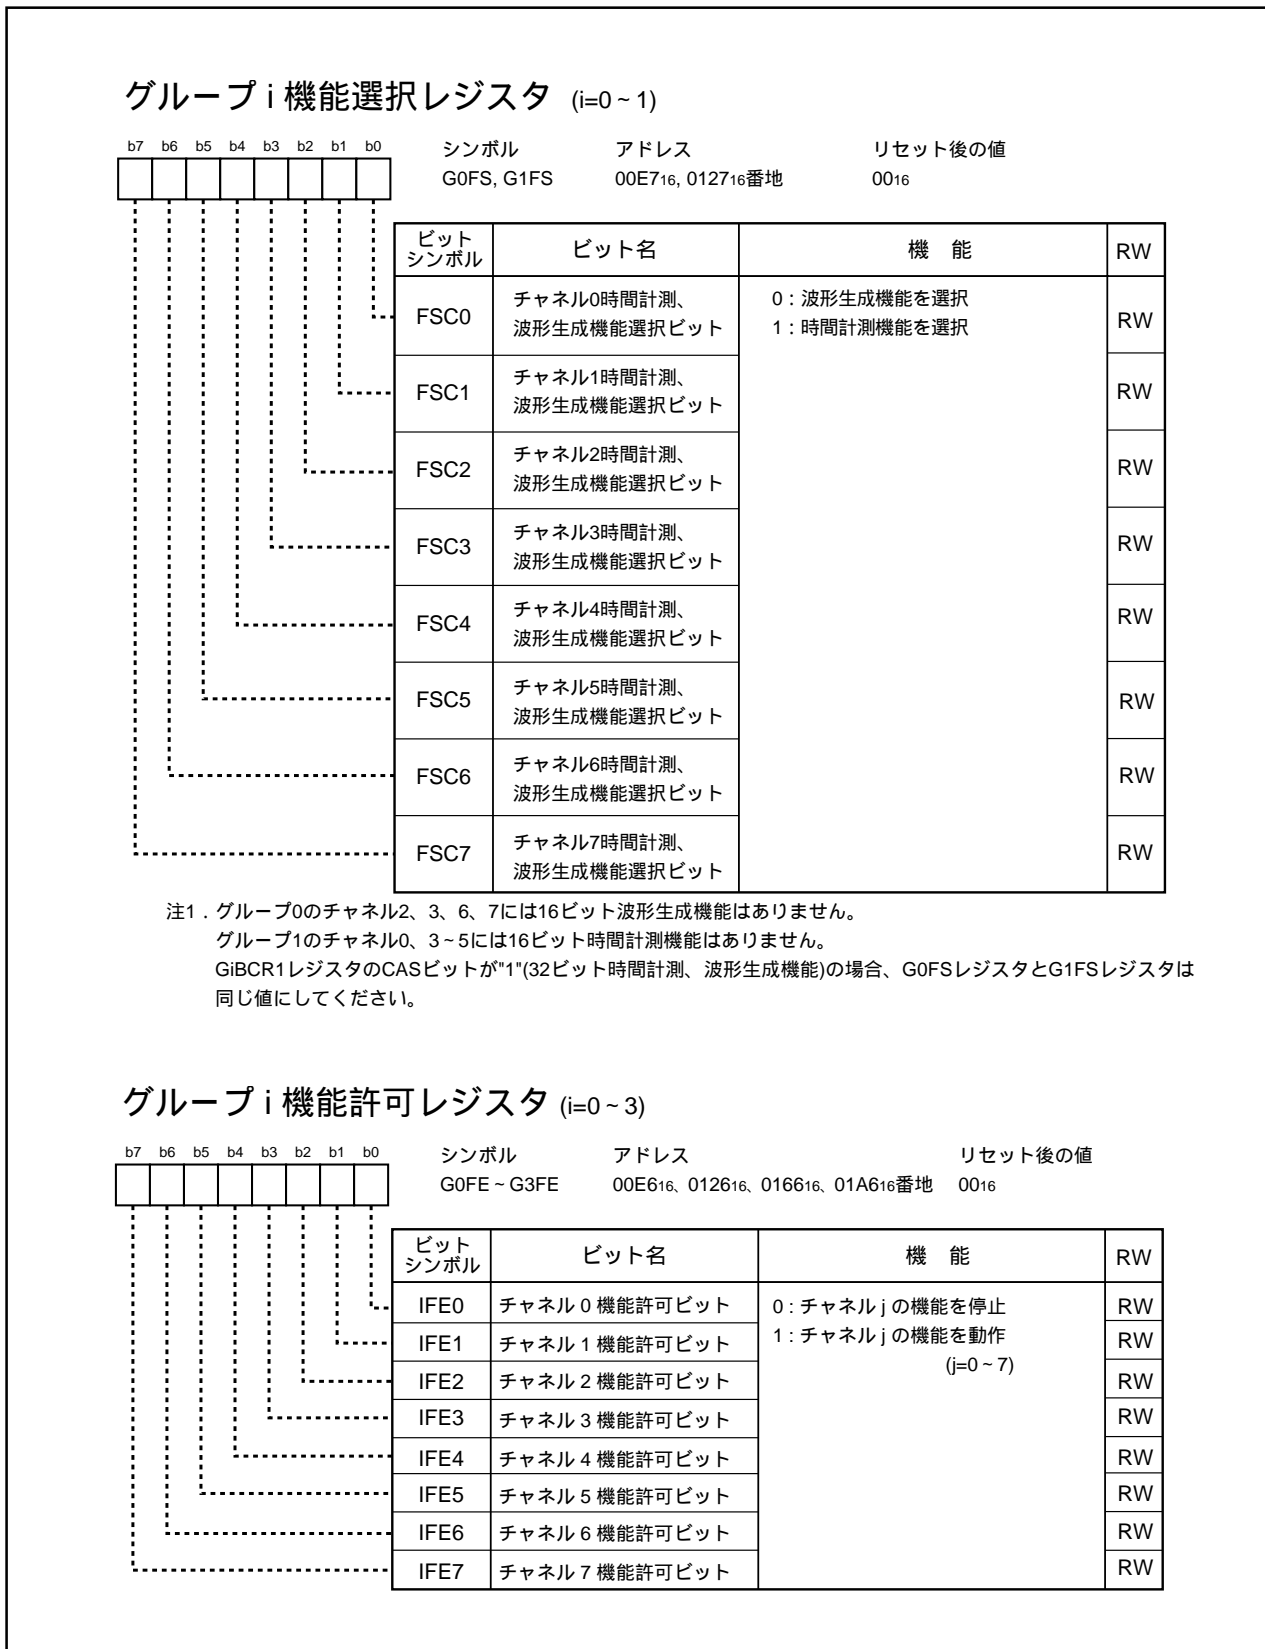 グループ i 機能選択レジスタ (i=0～1)
b7 b6 b5 b4 b3 b2 b1 b0
シンボル アドレス リセット後の値
G0FS, G1FS 00E716, 012716番地 0016
ビットシンボル ビット名 機 能 RW
FSC0 チャネル0時間計測、 0：波形生成機能を選択 RW
波形生成機能選択ビット 1：時間計測機能を選択
FSC1 チャネル1時間計測、 RW
波形生成機能選択ビット
FSC2 チャネル2時間計測、 RW
波形生成機能選択ビット
FSC3 チャネル3時間計測、 RW
波形生成機能選択ビット
FSC4 チャネル4時間計測、 RW
波形生成機能選択ビット
FSC5 チャネル5時間計測、 RW
波形生成機能選択ビット
FSC6 チャネル6時間計測、 RW
波形生成機能選択ビット
FSC7 チャネル7時間計測、 RW
波形生成機能選択ビット
注1．グループ0のチャネル2、3、6、7には16ビット波形生成機能はありません。
グループ1のチャネル0、3～5には16ビット時間計測機能はありません。
GiBCR1レジスタのCASビットが"1"(32ビット時間計測、波形生成機能)の場合、G0FSレジスタとG1FSレジスタは
同じ値にしてください。
グループ i 機能許可レジスタ (i=0～3)
b7 b6 b5 b4 b3 b2 b1 b0
シンボル アドレス リセット後の値
G0FE～G3FE 00E616、012616、016616、01A616番地 0016
ビットシンボル ビット名 機 能 RW
IFE0 チャネル 0 機能許可ビット 0：チャネル j の機能を停止 RW
IFE1 チャネル 1 機能許可ビット 1：チャネル j の機能を動作 RW
(j=0～7)
IFE2 チャネル 2 機能許可ビット RW
IFE3 チャネル 3 機能許可ビット RW
IFE4 チャネル 4 機能許可ビット RW
IFE5 チャネル 5 機能許可ビット RW
IFE6 チャネル 6 機能許可ビット RW
IFE7 チャネル 7 機能許可ビット RW